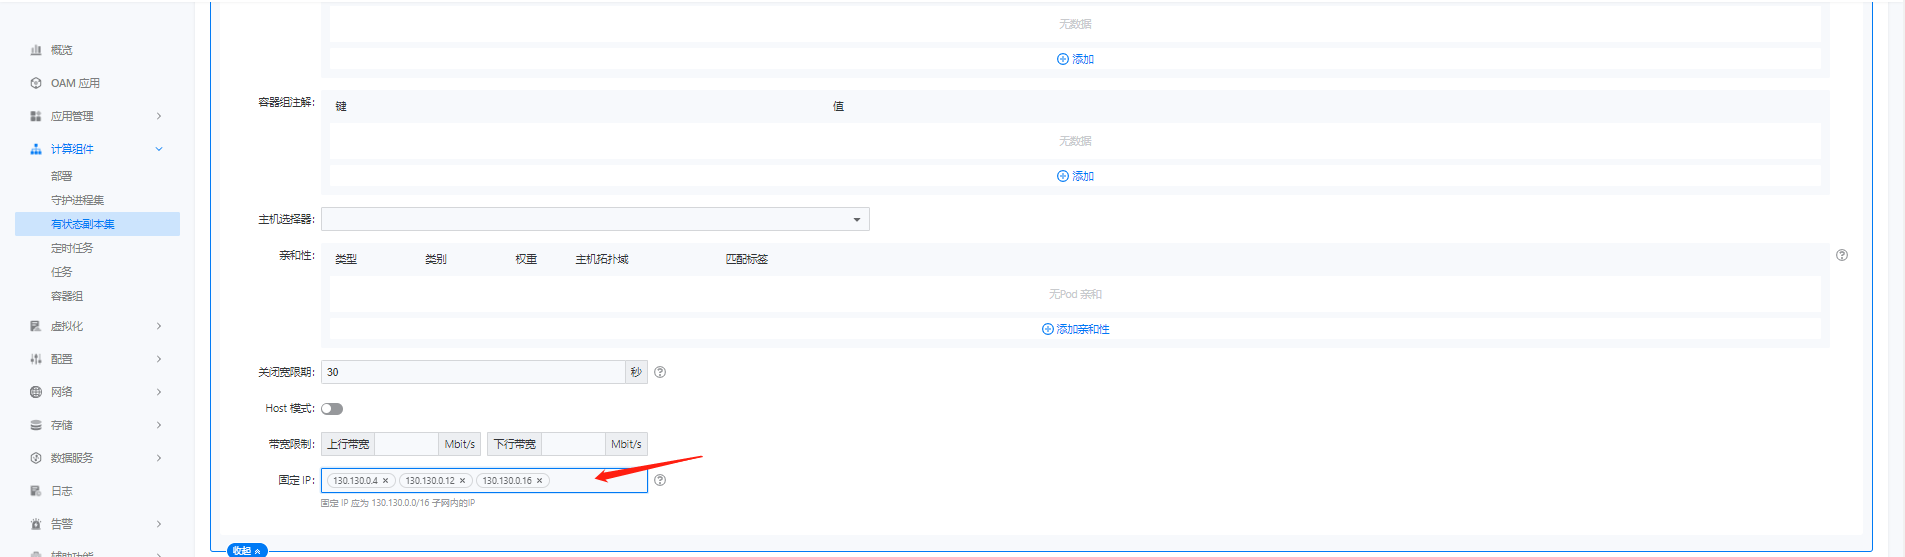 概览
OAM 应用
应用管理
计算组件
部署
守护进程集
有状态副本集
定时任务
任务
容器组
虚拟化
配置
网络
存储
数据服务
日志
告警
辅助功能
无数据
添加
容器组注解: 键 值
无数据
添加
主机选择器:
亲和性: 类型 类别 权重 主机拓扑域 匹配标签
无Pod 亲和
添加亲和性
关闭宽限期: 30 秒
Host 模式:
带宽限制: 上行带宽 Mbit/s 下行带宽 Mbit/s
固定 IP: 130.130.0.4 × 130.130.0.12 × 130.130.0.16 ×
固定 IP 应为 130.130.0.0/16 子网内的IP
收起